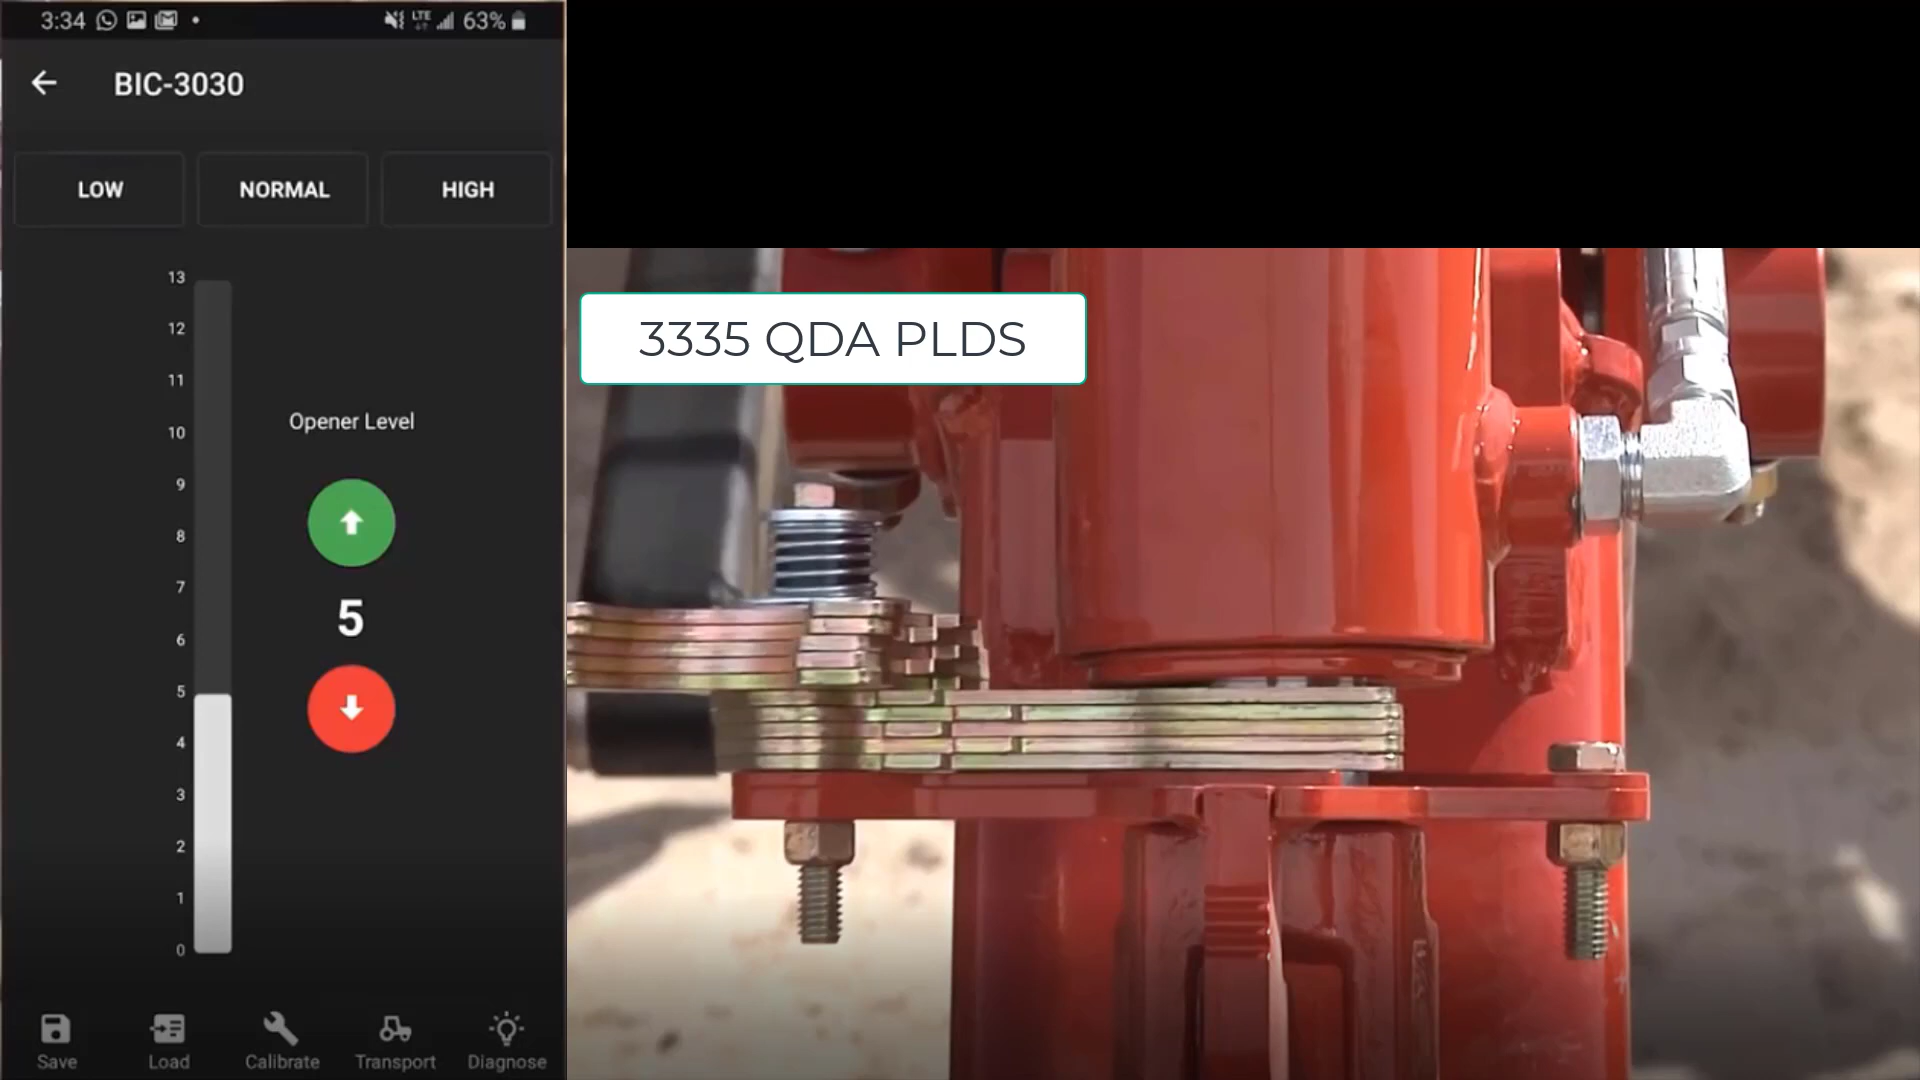 3:34
LTE
63%
BIC-3030
LOW
NORMAL
HIGH
13
12
11
10
9
8
7
6
5
4
3
2
1
0
Opener Level
5
Save
Load
Calibrate
Transport
Diagnose
3335 QDA PLDS